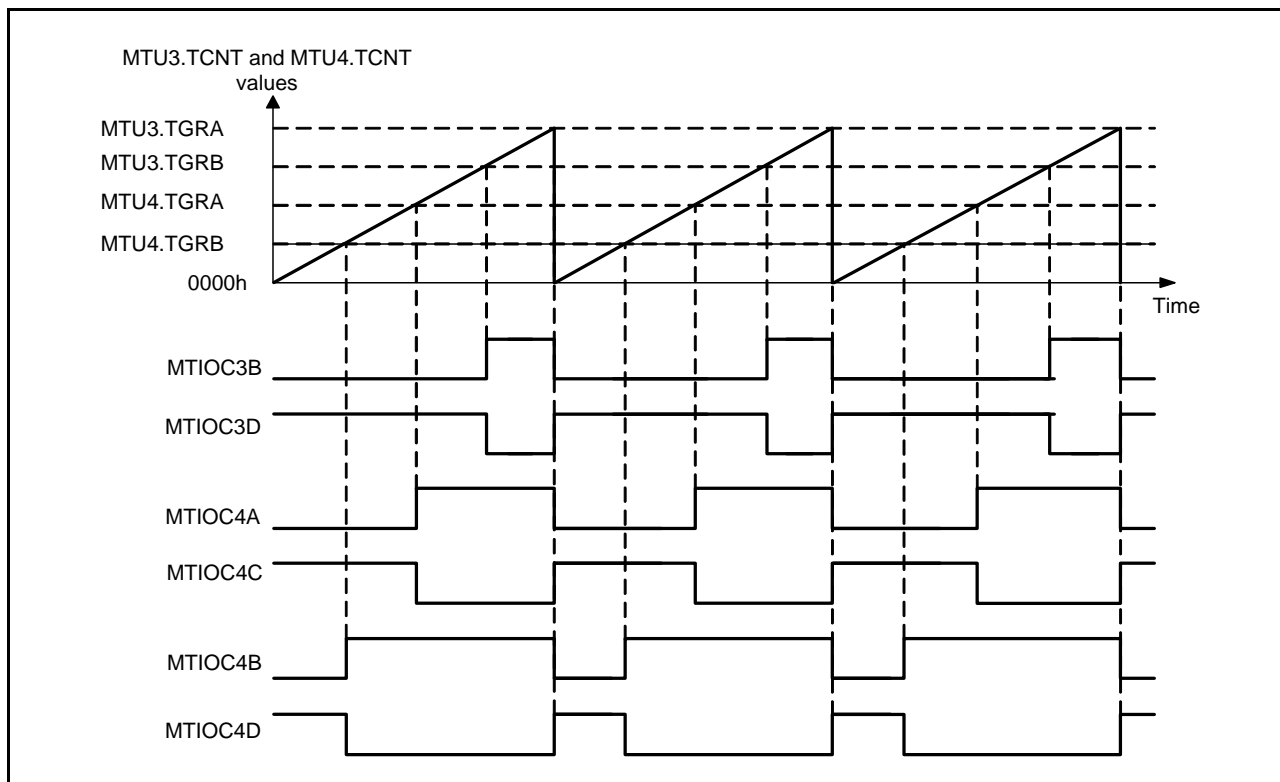 MTU3.TCNT and MTU4.TCNT
values
MTU3.TGRA
MTU3.TGRB
MTU4.TGRA
MTU4.TGRB
0000h
Time
MTIOC3B
MTIOC3D
MTIOC4A
MTIOC4C
MTIOC4B
MTIOC4D